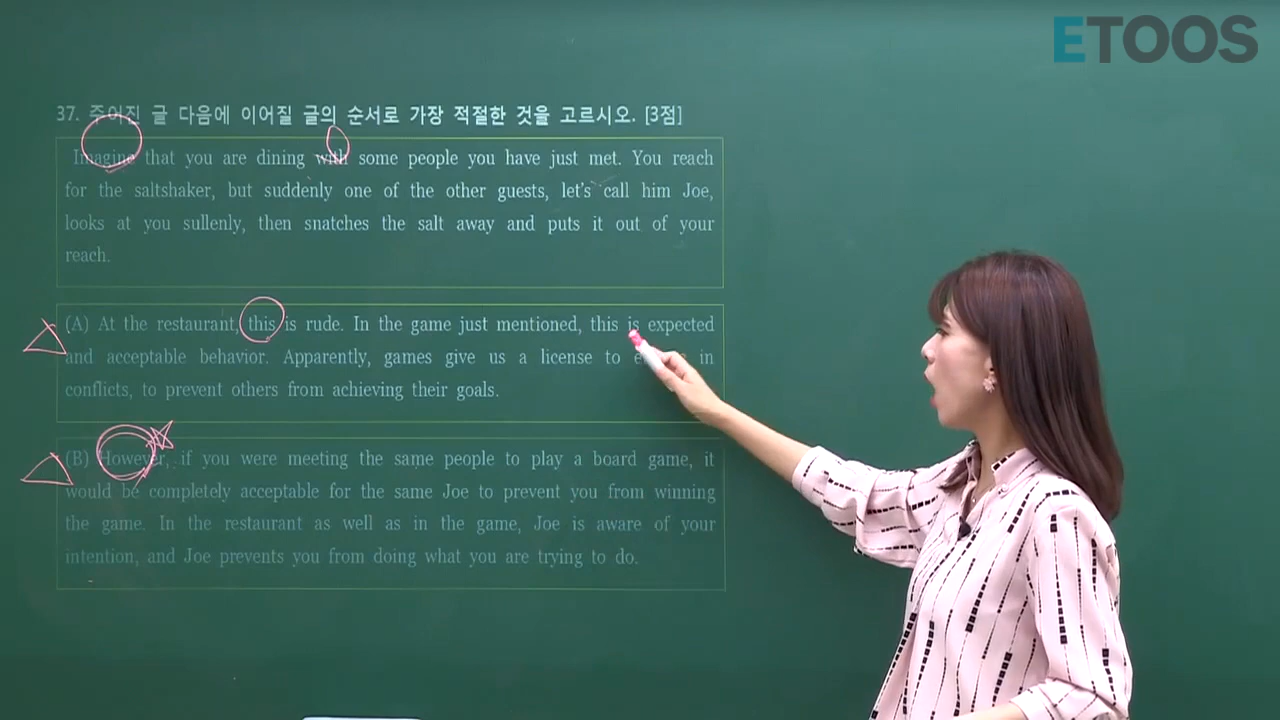 ETOOS
37. 주어진 글 다음에 이어질 글의 순서로 가장 적절한 것을 고르시오. [3점]
Imagine that you are dining with some people you have just met. You reach
for the saltshaker, but suddenly one of the other guests, let's call him Joe,
looks at you sullenly, then snatches the salt away and puts it out of your
reach.
(A) At the restaurant, this is rude. In the game just mentioned, this is expected
and acceptable behavior. Apparently, games give us a license to in
conflicts, to prevent others from achieving their goals.
(B) However, if you were meeting the same people to play a board game, it
would be completely acceptable for the same Joe to prevent you from winning
the game. In the restaurant as well as in the game, Joe is aware of your
intention, and Joe prevents you from doing what you are trying to do.